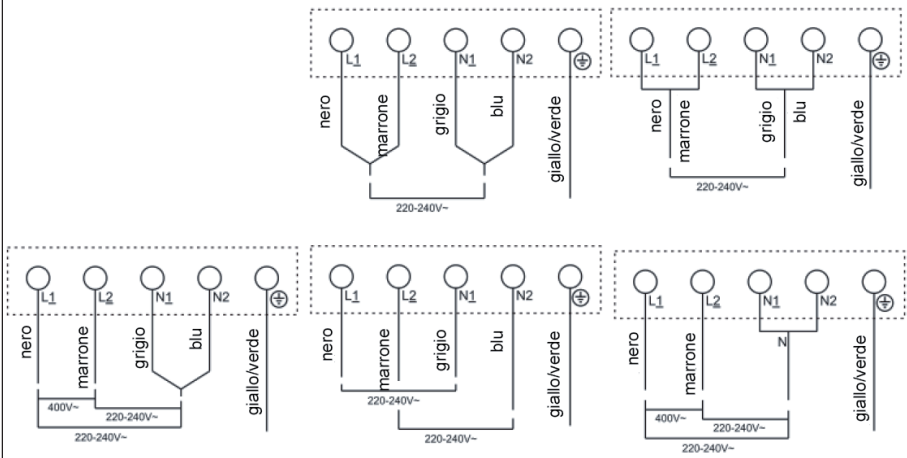 L1 L2 N1 N2
nero marrone grigio blu giallo/verde
220-240V~
L1 L2 N1 N2
nero marrone grigio blu giallo/verde
220-240V~
L1 L2 N1 N2
nero marrone grigio blu giallo/verde
400V~
220-240V~
220-240V~
L1 L2 N1 N2
nero marrone grigio blu giallo/verde
220-240V~
220-240V~
L1 L2 N1 N2
N
nero marrone giallo/verde
400V~
220-240V~
220-240V~